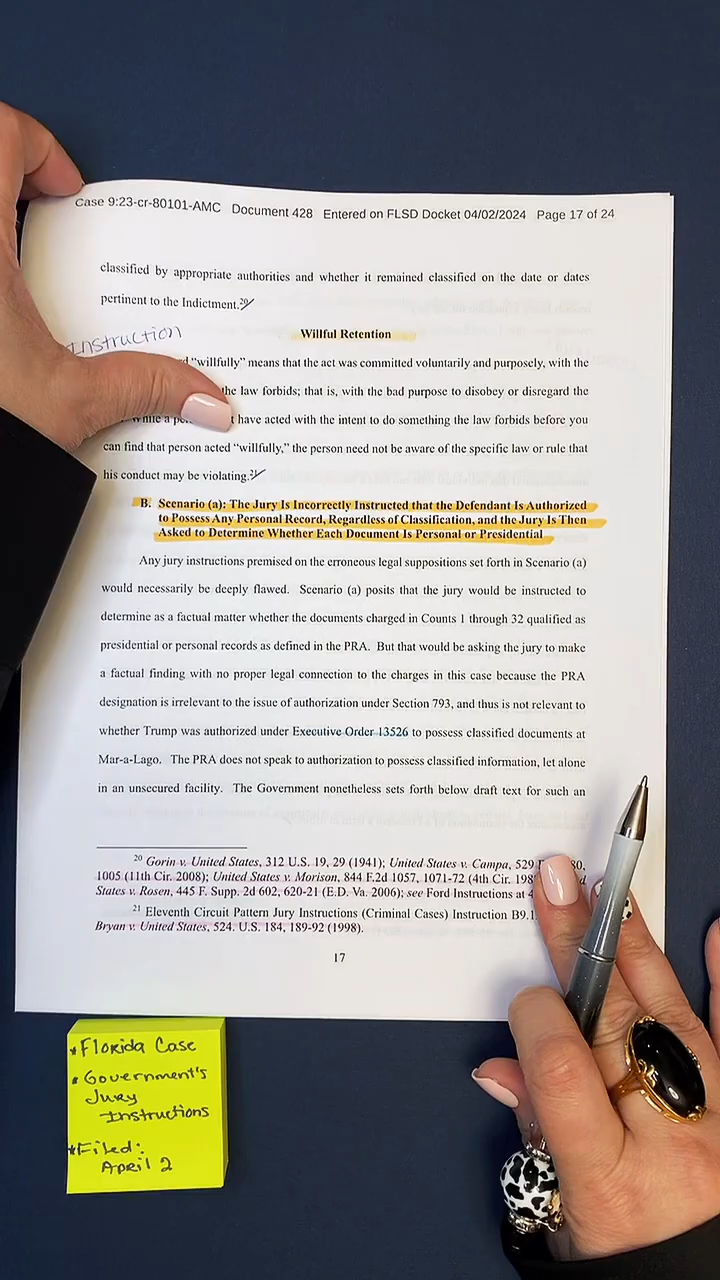 Case 9:23-cr-80101-AMC Document 428 Entered on FLSD Docket 04/02/2024 Page 17 of 24
classified by appropriate authorities and whether it remained classified on the date or dates
pertinent to the Indictment.20/
Instruction
Willful Retention
"willfully" means that the act was committed voluntarily and purposely, with the
the law forbids; that is, with the bad purpose to disobey or disregard the
While a have acted with the intent to do something the law forbids before you
can find that person acted "willfully," the person need not be aware of the specific law or rule that
his conduct may be violating.21/
B. Scenario (a): The Jury Is Incorrectly Instructed that the Defendant Is Authorized
to Possess Any Personal Record, Regardless of Classification, and the Jury Is Then
Asked to Determine Whether Each Document Is Personal or Presidential
Any jury instructions premised on the erroneous legal suppositions set forth in Scenario (a)
would necessarily be deeply flawed. Scenario (a) posits that the jury would be instructed to
determine as a factual matter whether the documents charged in Counts 1 through 32 qualified as
presidential or personal records as defined in the PRA. But that would be asking the jury to make
a factual finding with no proper legal connection to the charges in this case because the PRA
designation is irrelevant to the issue of authorization under Section 793, and thus is not relevant to
whether Trump was authorized under Executive Order 13526 to possess classified documents at
Mar-a-Lago. The PRA does not speak to authorization to possess classified information, let alone
in an unsecured facility. The Government nonetheless sets forth below draft text for such an
20 Gorin v. United States, 312 U.S. 19, 29 (1941); United States v. Campa, 529
1005 (11th Cir. 2008); United States v. Morison, 844 F.2d 1057, 1071-72 (4th Cir.
States v. Rosen, 445 F. Supp. 2d 602, 620-21 (E.D. Va. 2006); see Ford Instructions at
21 Eleventh Circuit Pattern Jury Instructions (Criminal Cases) Instruction
Bryan v. United States, 524. U.S. 184, 189-92 (1998).
17
*Florida Case
*Government's
Jury
Instructions
*Filed:
April 2